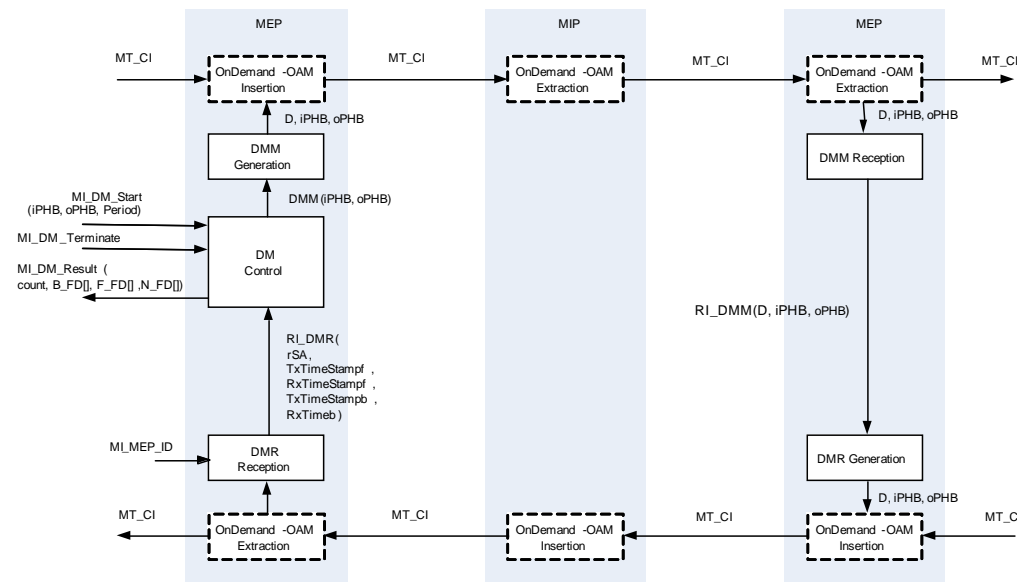 MEP
MIP
MEP
MT_CI
OnDemand -OAM
Insertion
MT_CI
OnDemand -OAM
Extraction
MT_CI
OnDemand -OAM
Extraction
MT_CI
D, iPHB, oPHB
D, iPHB, oPHB
DMM
Generation
DMM Reception
MI_DM_Start
(iPHB, oPHB, Period)
DMM(iPHB, oPHB)
MI_DM_Terminate
DM
Control
MI_DM_Result (
count, B_FD[], F_FD[] ,N_FD[])
RI_DMM(D, iPHB, oPHB)
RI_DMR(
rSA,
TxTimeStampf ,
RxTimeStampf ,
TxTimeStampb ,
RxTimeb )
MI_MEP_ID
DMR
Reception
DMR Generation
D, iPHB, oPHB
MT_CI
OnDemand -OAM
Extraction
MT_CI
OnDemand -OAM
Insertion
MT_CI
OnDemand -OAM
Insertion
MT_C